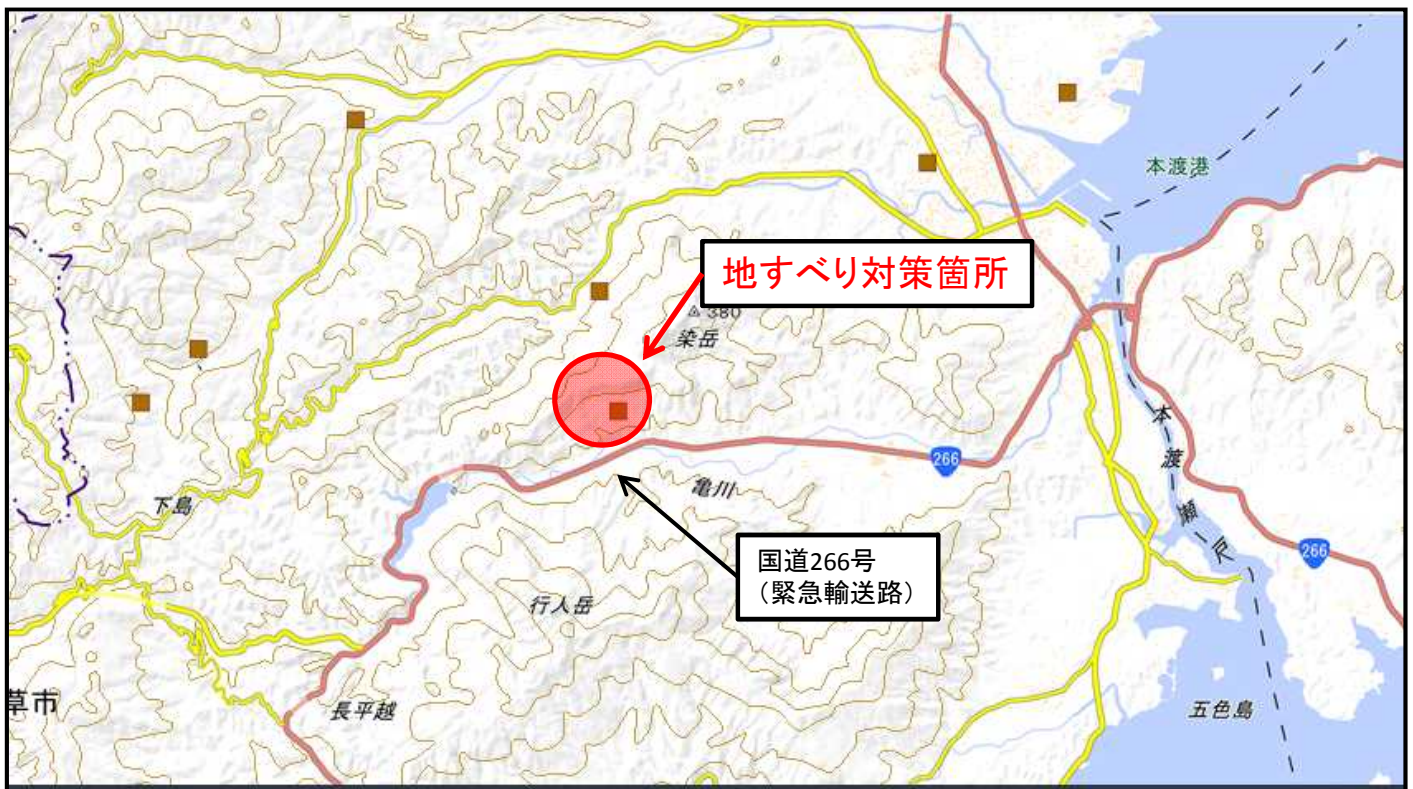 本渡港
地すべり対策箇所
△ 380
染岳
266
亀川
本渡瀬戸
下島
国道266号
（緊急輸送路）
266
行人岳
草市
長平越
五色島